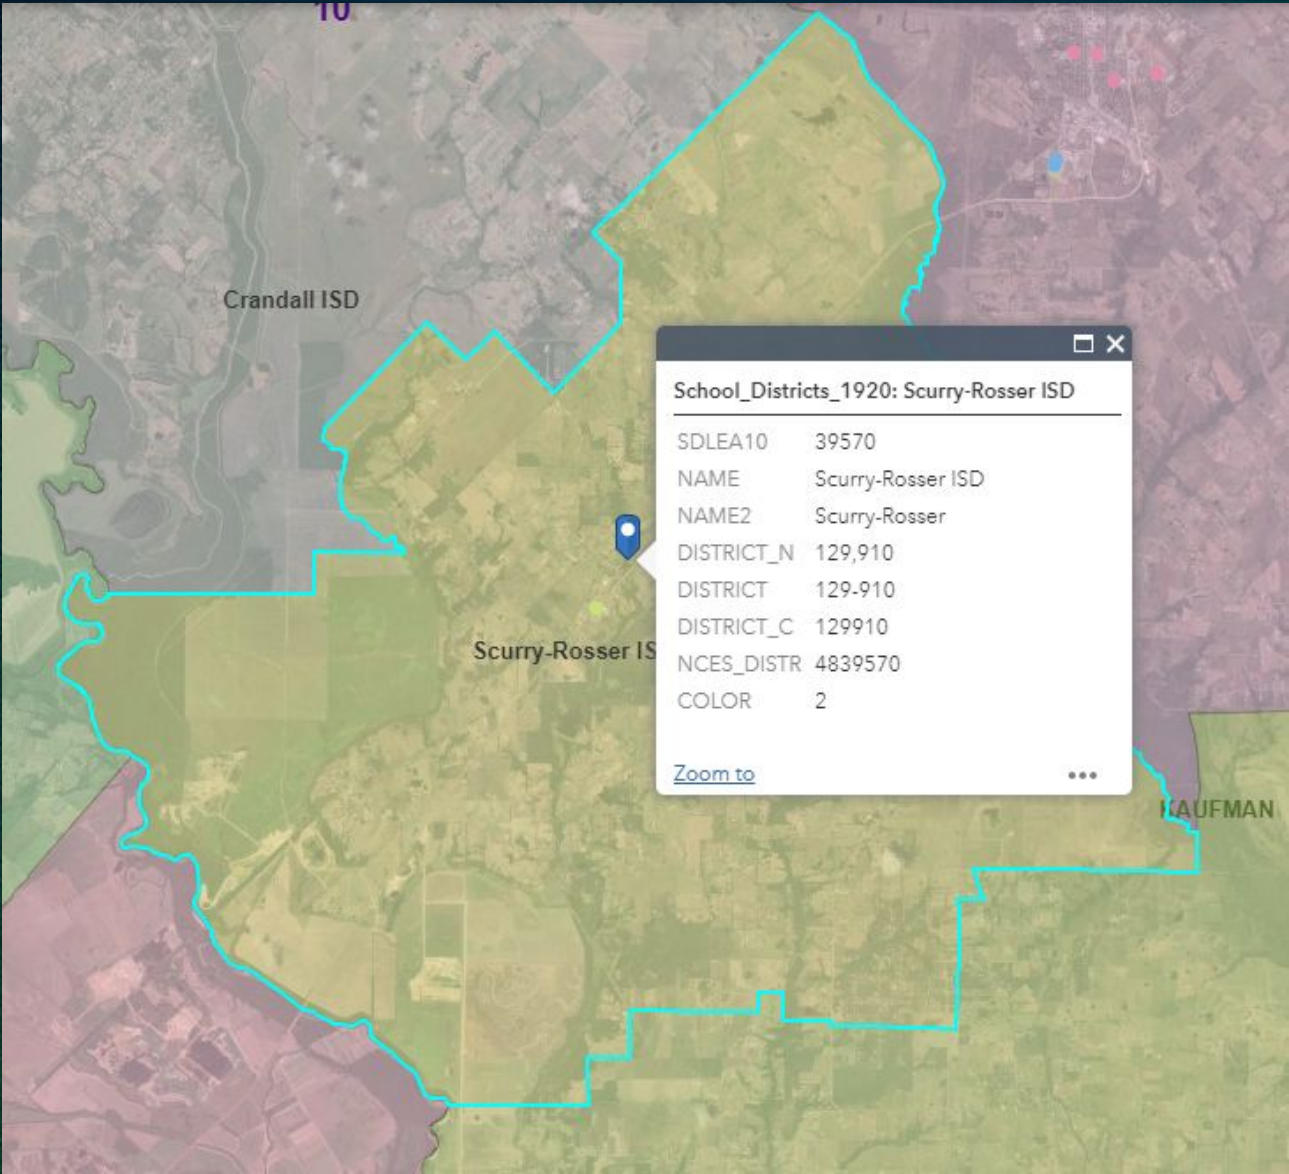 10
Crandall ISD
School_Districts_1920: Scurry-Rosser ISD
SDLEA10 39570
NAME Scurry-Rosser ISD
NAME2 Scurry-Rosser
DISTRICT_N 129,910
DISTRICT 129-910
DISTRICT_C 129910
NCES_DISTR 4839570
COLOR 2
Scurry-Rosser IS
Zoom to
KAUFMAN